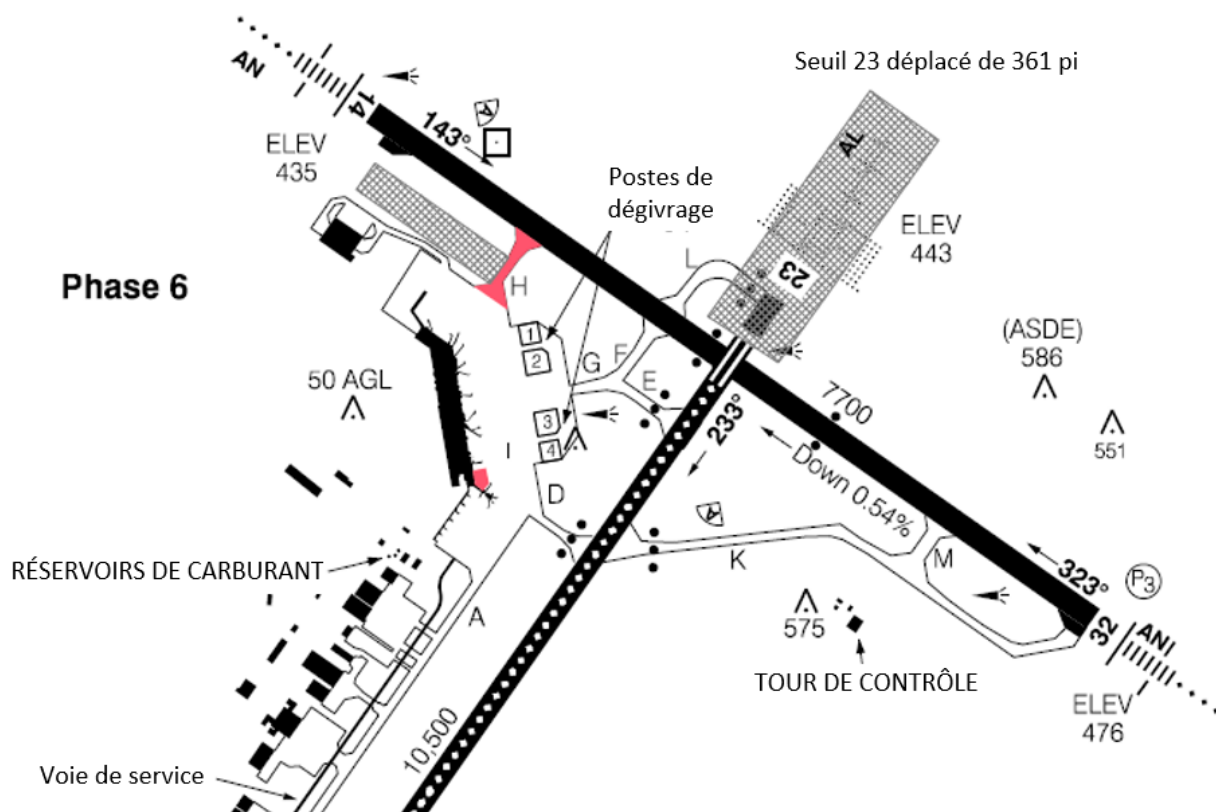 Seuil 23 déplacé de 361 pi
AN
14
143°
A
ELEV
435
Postes de
dégivrage
AL
ELEV
443
23
L
Phase 6
H
1
2
G
F
E
(ASDE)
586
50 AGL
7700
551
233°
3
4
I
Down 0.54%
D
A
K
M
323°
P3
RÉSERVOIRS DE CARBURANT
A
575
32
AN
TOUR DE CONTRÔLE
ELEV
476
10,500
Voie de service